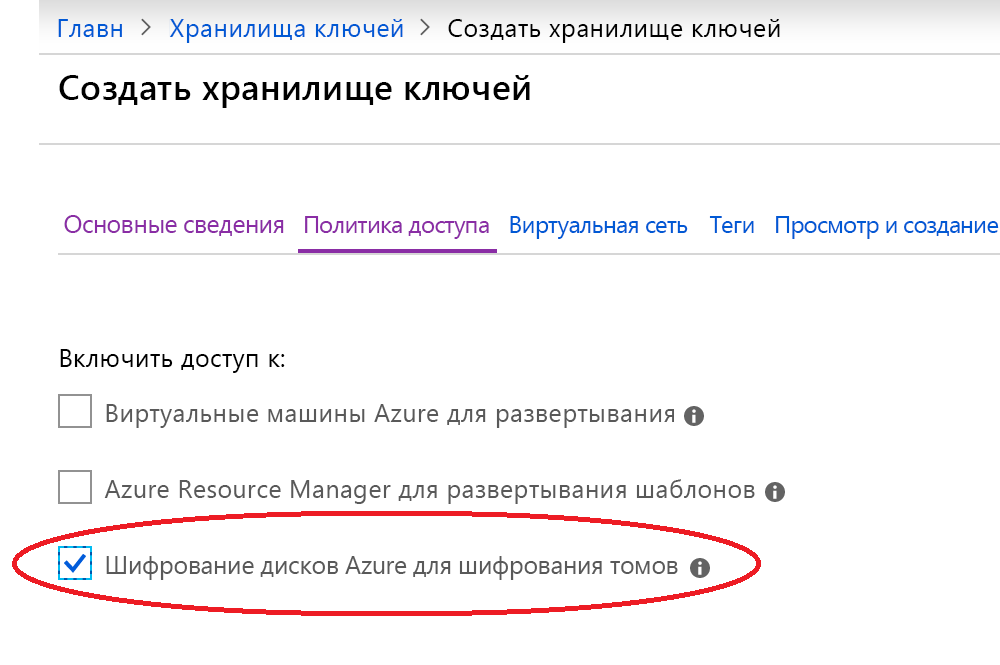 Главн > Хранилища ключей > Создать хранилище ключей
Создать хранилище ключей
Основные сведения Политика доступа Виртуальная сеть Теги Просмотр и создание
Включить доступ к:
Виртуальные машины Azure для развертывания
Azure Resource Manager для развертывания шаблонов
Шифрование дисков Azure для шифрования томов